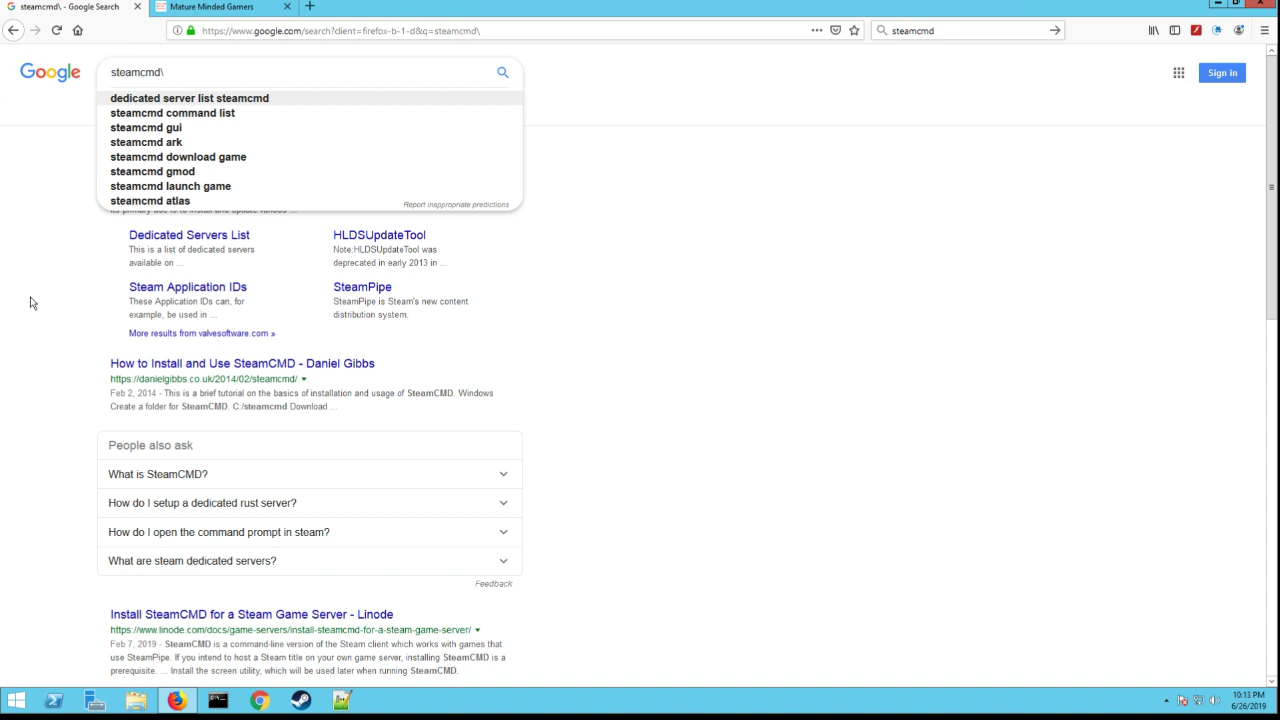 steamcmd\ - Google Search
Mature Minded Gamers
https://www.google.com/search?client=firefox-b-1-d&q=steamcmd\
steamcmd
Google
steamcmd\
Sign in
dedicated server list steamcmd
steamcmd command list
steamcmd gui
steamcmd ark
steamcmd download game
steamcmd gmod
steamcmd launch game
steamcmd atlas
Report inappropriate predictions
its primary use is to install and update various ...
Dedicated Servers List
This is a list of dedicated servers
available on ...
HLDSUpdateTool
Note:HLDSUpdateTool was
deprecated in early 2013 in ...
Steam Application IDs
These Application IDs can, for
example, be used in ...
SteamPipe
SteamPipe is Steam's new content
distribution system.
More results from valvesoftware.com »
How to Install and Use SteamCMD - Daniel Gibbs
https://danielgibbs.co.uk/2014/02/steamcmd/
Feb 2, 2014 - This is a brief tutorial on the basics of installation and usage of SteamCMD. Windows
Create a folder for SteamCMD. C:/steamcmd Download ...
People also ask
What is SteamCMD?
How do I setup a dedicated rust server?
How do I open the command prompt in steam?
What are steam dedicated servers?
Feedback
Install SteamCMD for a Steam Game Server - Linode
https://www.linode.com/docs/game-servers/install-steamcmd-for-a-steam-game-server/
Feb 7, 2019 - SteamCMD is a command-line version of the Steam client which works with games that
use SteamPipe. If you intend to host a Steam title on your own game server, installing SteamCMD is a
prerequisite. ... Install the screen utility, which will be used later when running SteamCMD.
10:13 PM
6/26/2019